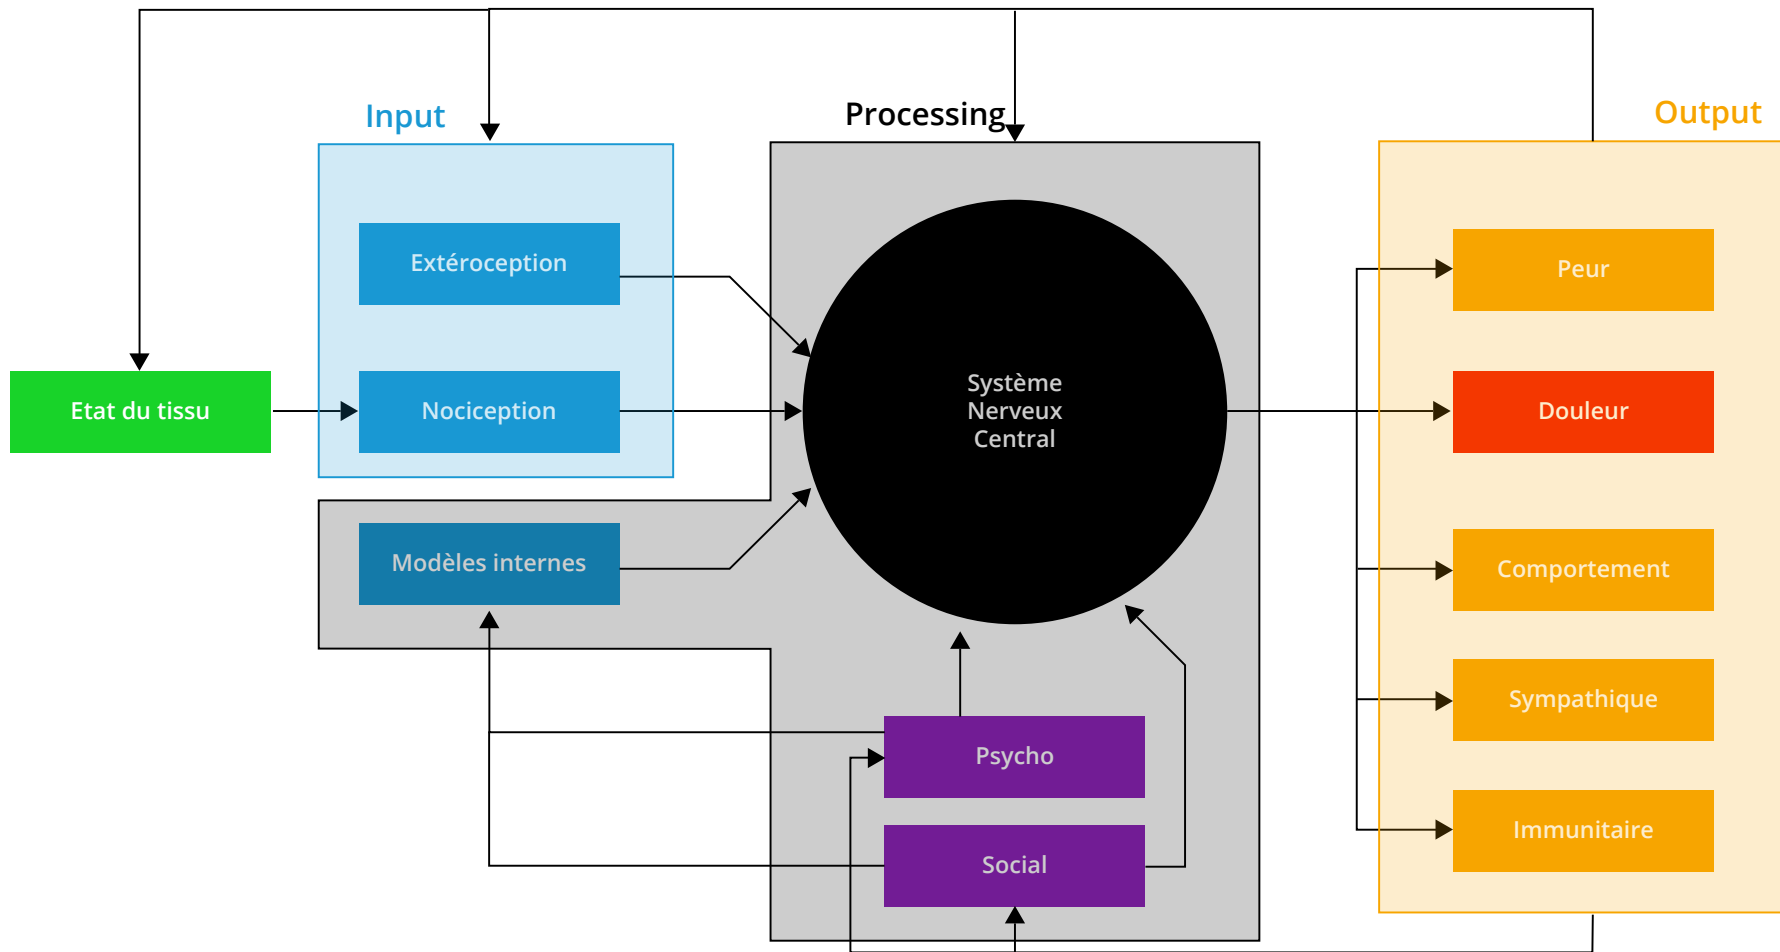 Input
Processing
Output
Extéroception
Peur
Etat du tissu
Nociception
Système
Nerveux
Central
Douleur
Modèles internes
Comportement
Sympathique
Psycho
Immunitaire
Social